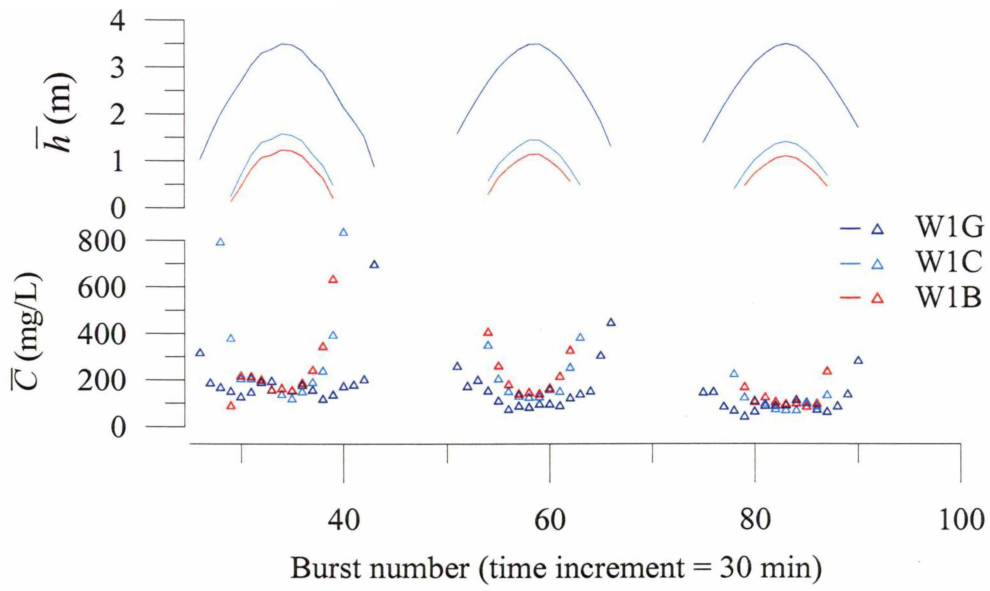 4
3
2
1
0
h̅ (m)
800
600
400
200
0
C̅ (mg/L)
W1G
W1C
W1B
40 60 80 100
Burst number (time increment = 30 min)